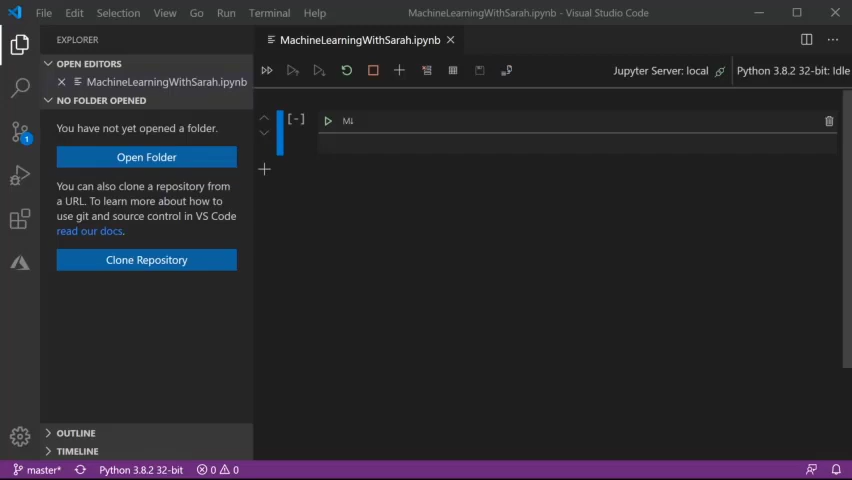 File Edit Selection View Go Run Terminal Help MachineLearningWithSarah.ipynb - Visual Studio Code
EXPLORER
MachineLearningWithSarah.ipynb
OPEN EDITORS
MachineLearningWithSarah.ipynb
NO FOLDER OPENED
You have not yet opened a folder.
Open Folder
You can also clone a repository from
a URL. To learn more about how to
use git and source control in VS Code
read our docs.
Clone Repository
OUTLINE
TIMELINE
Jupyter Server: local Python 3.8.2 32-bit: Idle
[-] M↓
1
master* Python 3.8.2 32-bit 0 0